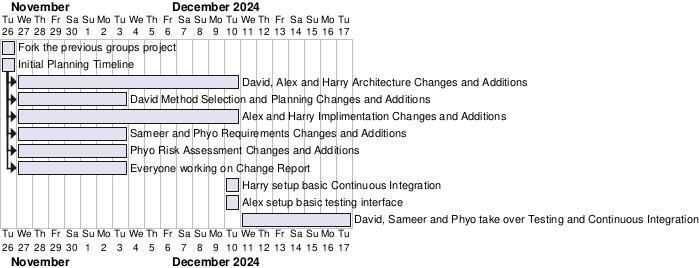 November December 2024
Tu We Th Fr Sa Su Mo Tu We Th Fr Sa Su Mo Tu We Th Fr Sa Su Mo Tu
26 27 28 29 30 1 2 3 4 5 6 7 8 9 10 11 12 13 14 15 16 17
Fork the previous groups project
Initial Planning Timeline
David, Alex and Harry Architecture Changes and Additions
David Method Selection and Planning Changes and Additions
Alex and Harry Implimentation Changes and Additions
Sameer and Phyo Requirements Changes and Additions
Phyo Risk Assessment Changes and Additions
Everyone working on Change Report
Harry setup basic Continuous Integration
Alex setup basic testing interface
David, Sameer and Phyo take over Testing and Continuous Integration
Tu We Th Fr Sa Su Mo Tu We Th Fr Sa Su Mo Tu We Th Fr Sa Su Mo Tu
26 27 28 29 30 1 2 3 4 5 6 7 8 9 10 11 12 13 14 15 16 17
November December 2024